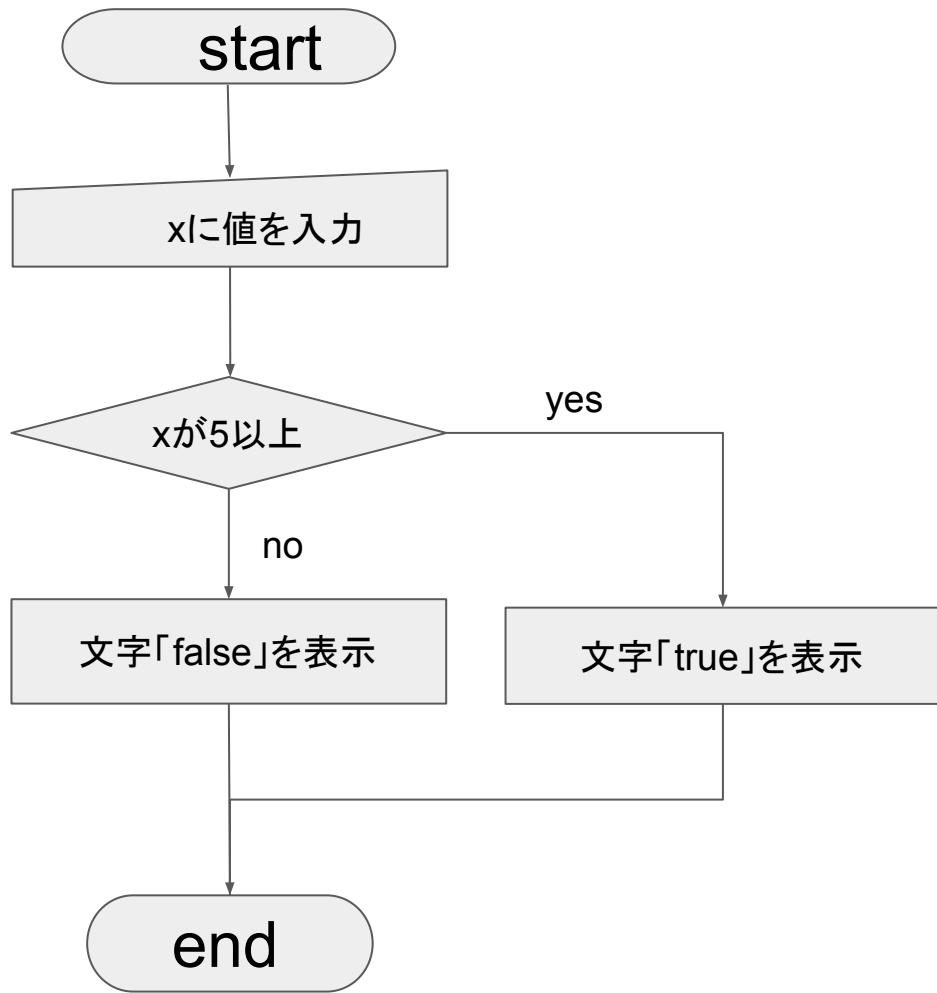 start
xに値を入力
xが5以上
yes
no
文字「false」を表示
文字「true」を表示
end